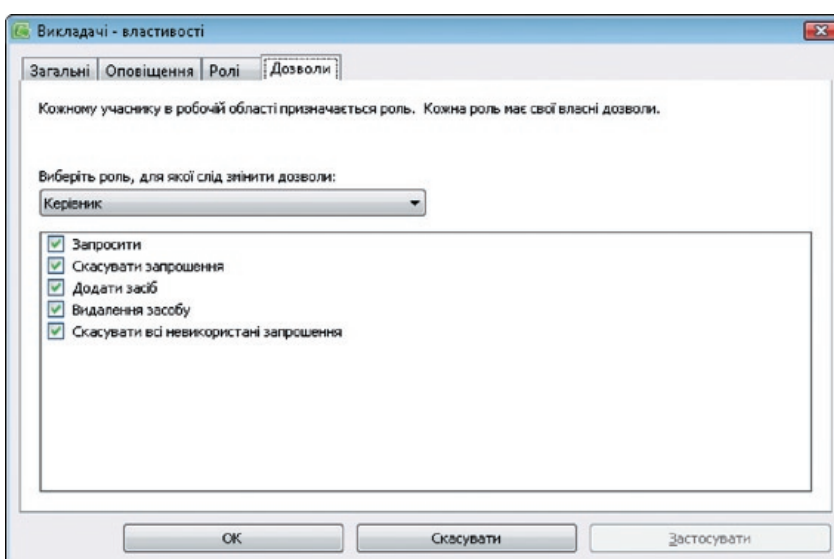 Викладачі - властивості
Загальні Оповіщення Ролі Дозволи
Кожному учаснику в робочій області призначається роль. Кожна роль має свої власні дозволи.
Виберіть роль, для якої слід змінити дозволи:
Керівник
Запросити
Скасувати запрошення
Додати засіб
Видалення засобу
Скасувати всі невикористані запрошення
ОК Скасувати Застосувати